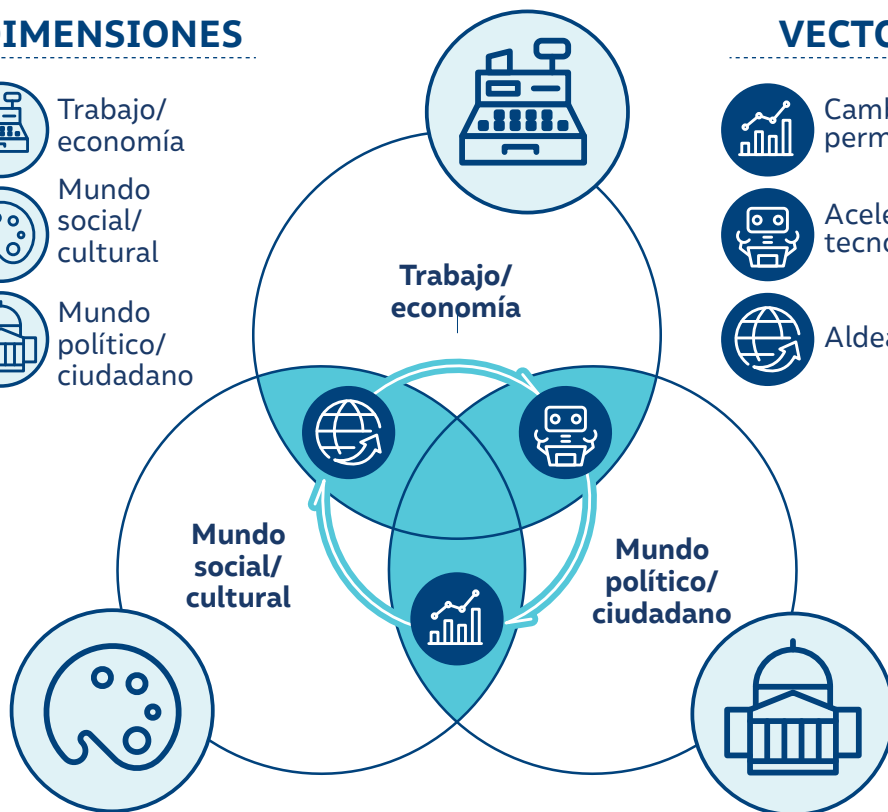 DIMENSIONES
Trabajo/
economía
Mundo
social/
cultural
Mundo
político/
ciudadano
Trabajo/
economía
Mundo
social/
cultural
Mundo
político/
ciudadano
VECTO
Camb
perm
Acele
tecno
Aldea